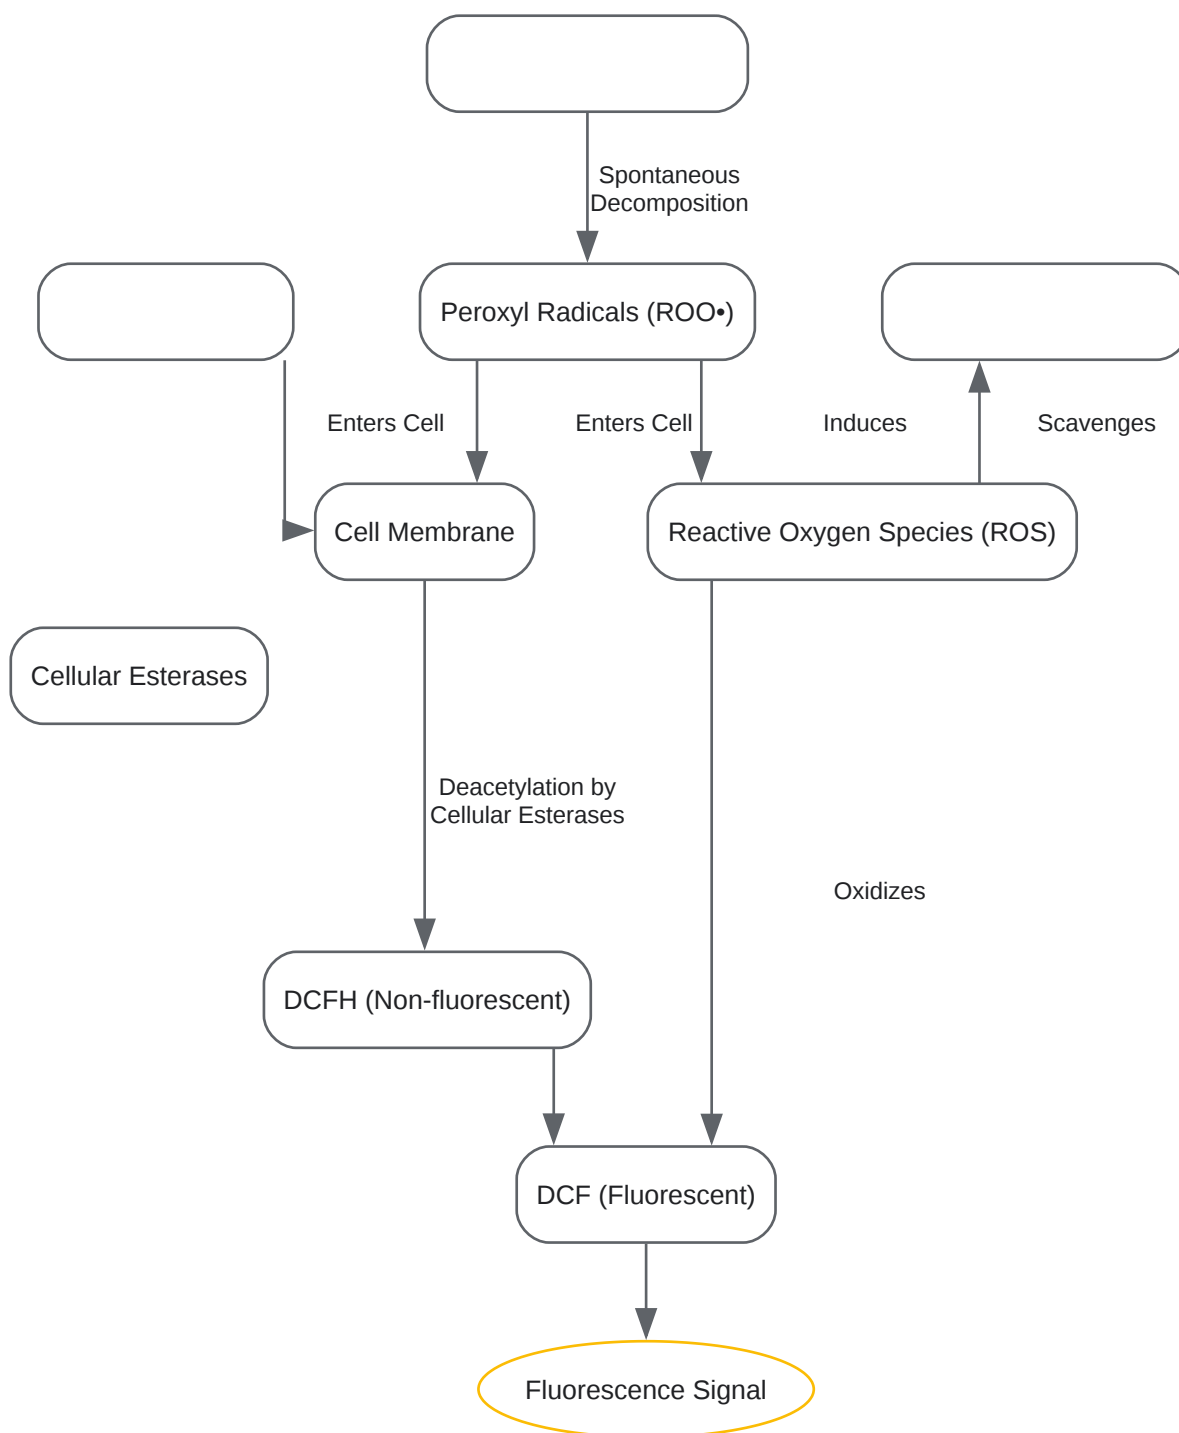 Spontaneous
Decomposition
Peroxyl Radicals (ROO•)
Enters Cell
Enters Cell
Induces
Scavenges
Cell Membrane
Reactive Oxygen Species (ROS)
Cellular Esterases
Deacetylation by
Cellular Esterases
Oxidizes
DCFH (Non-fluorescent)
DCF (Fluorescent)
Fluorescence Signal